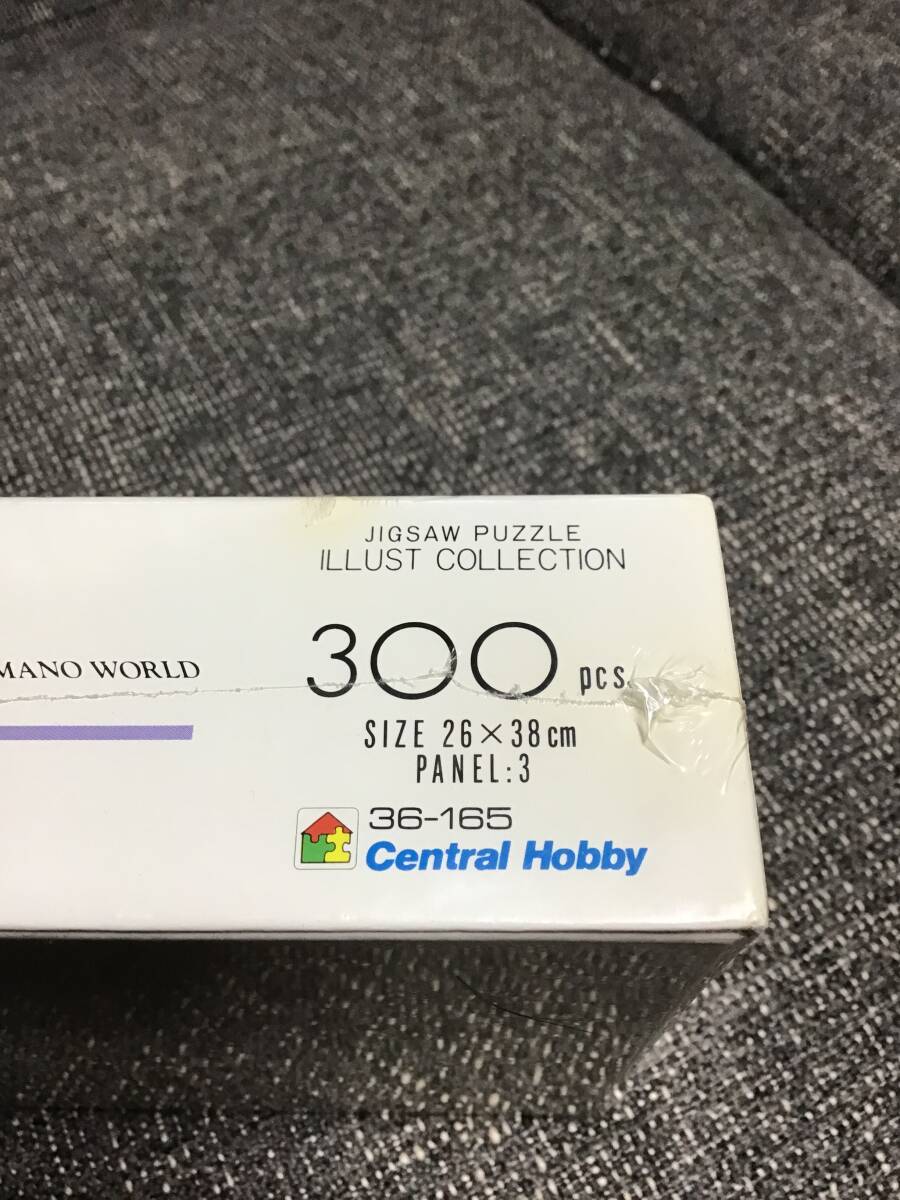 JIGSAW PUZZLE
ILLUST COLLECTION
MANO WORLD
300 pcs.
SIZE 26×38cm
PANEL:3
36-165
Central Hobby